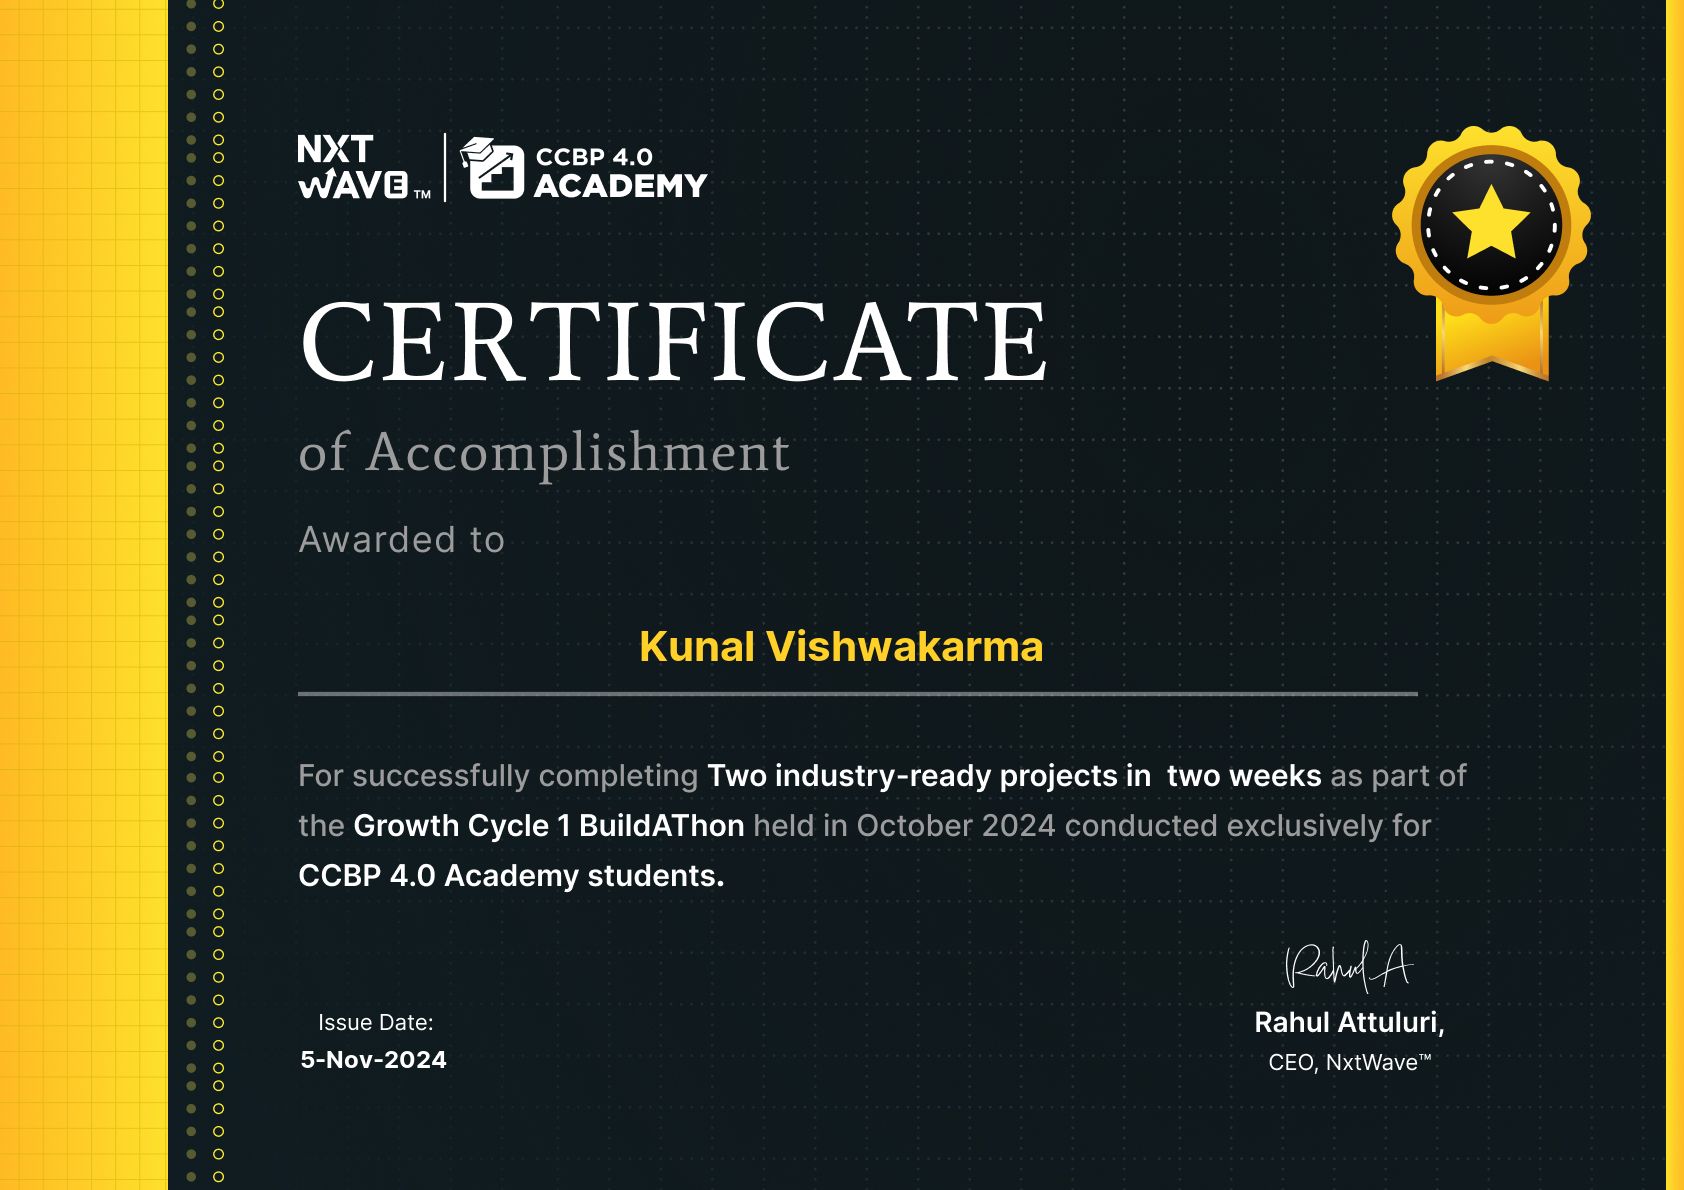 NXT
WAVE™
CCBP 4.0
ACADEMY
CERTIFICATE
of Accomplishment
Awarded to
Kunal Vishwakarma
For successfully completing Two industry-ready projects in  two weeks as part of
the Growth Cycle 1 BuildAThon held in October 2024 conducted exclusively for
CCBP 4.0 Academy students.
Rahul A
Issue Date:
5-Nov-2024
Rahul Attuluri,
CEO, NxtWave™